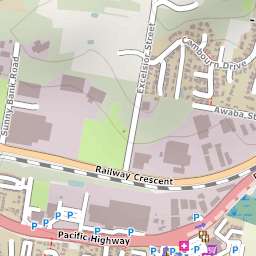 Excelsior Street
Cambourn Drive
Sunny Bank Road
Awaba St
Railway Crescent
P P P P
P P
P P
Pacific Highway
P
P